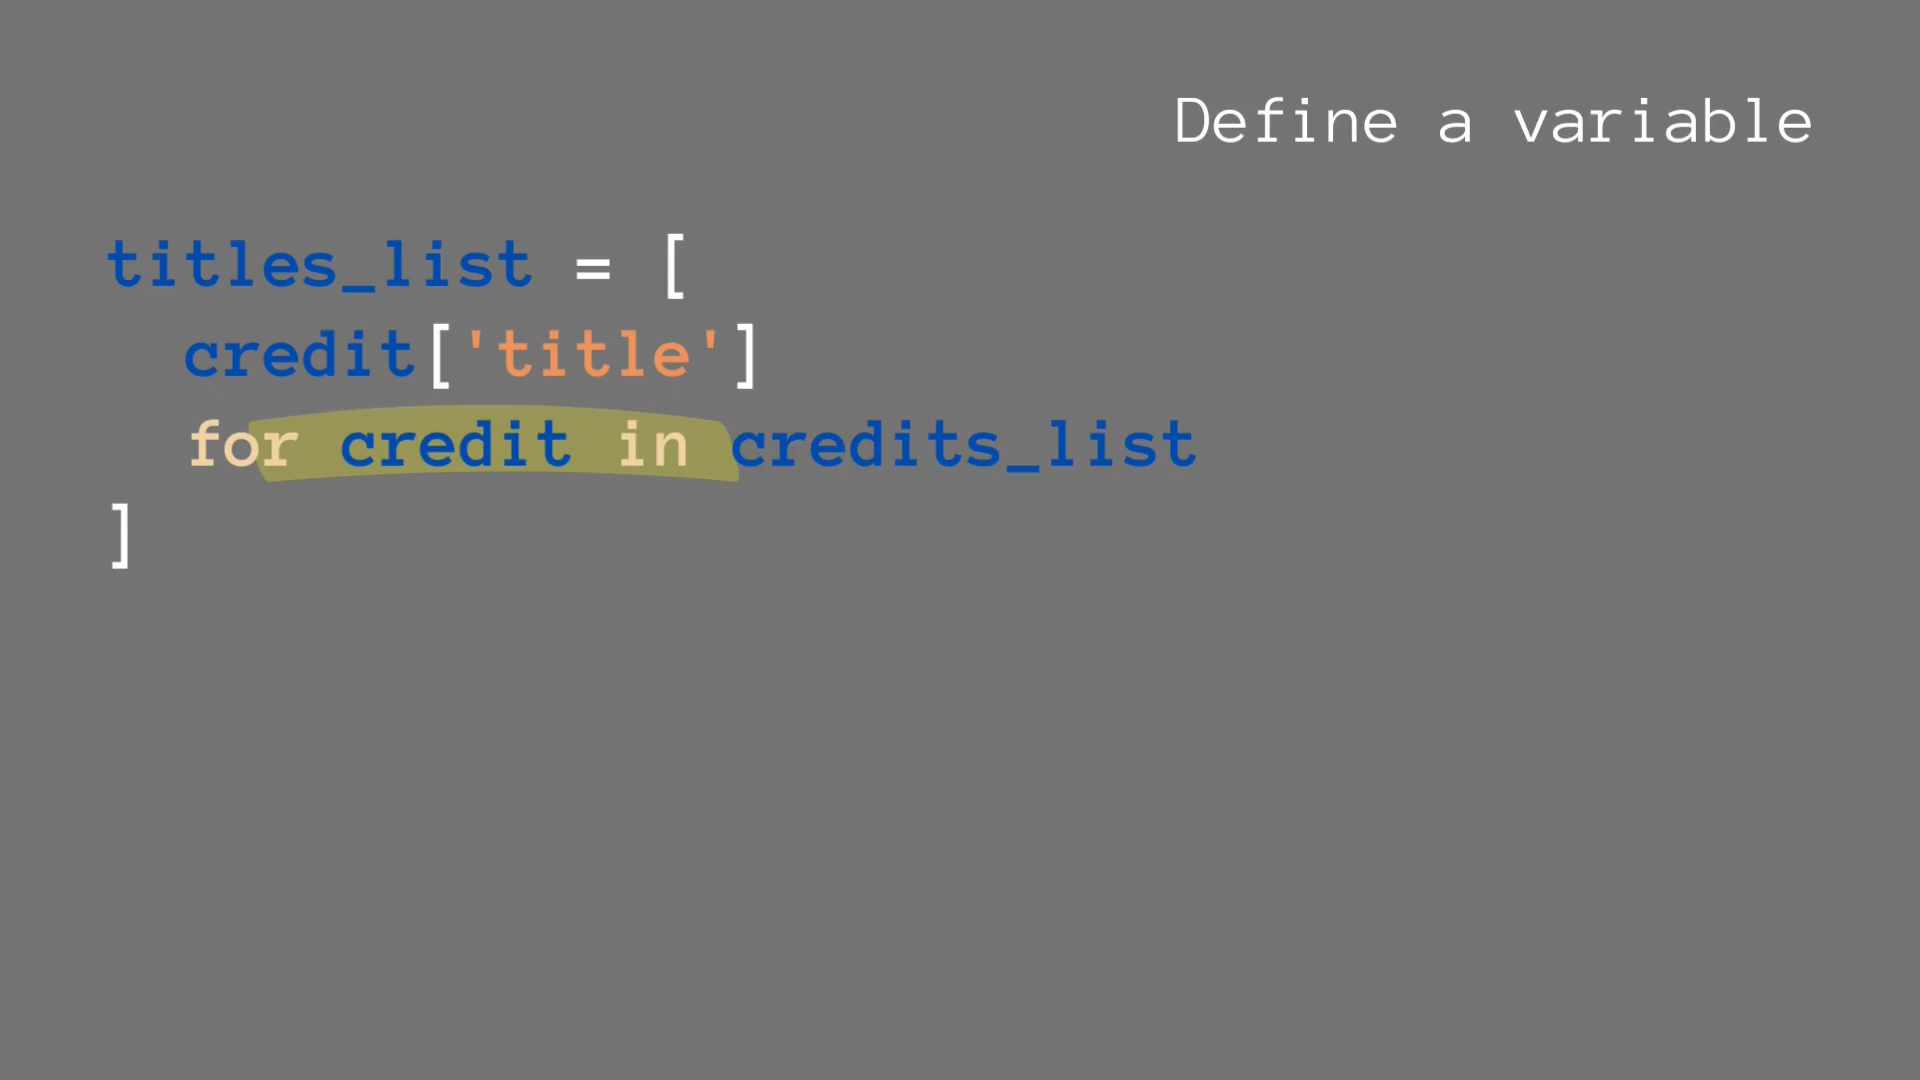 Define a variable
titles_list = [
credit['title']
for credit in credits_list
]